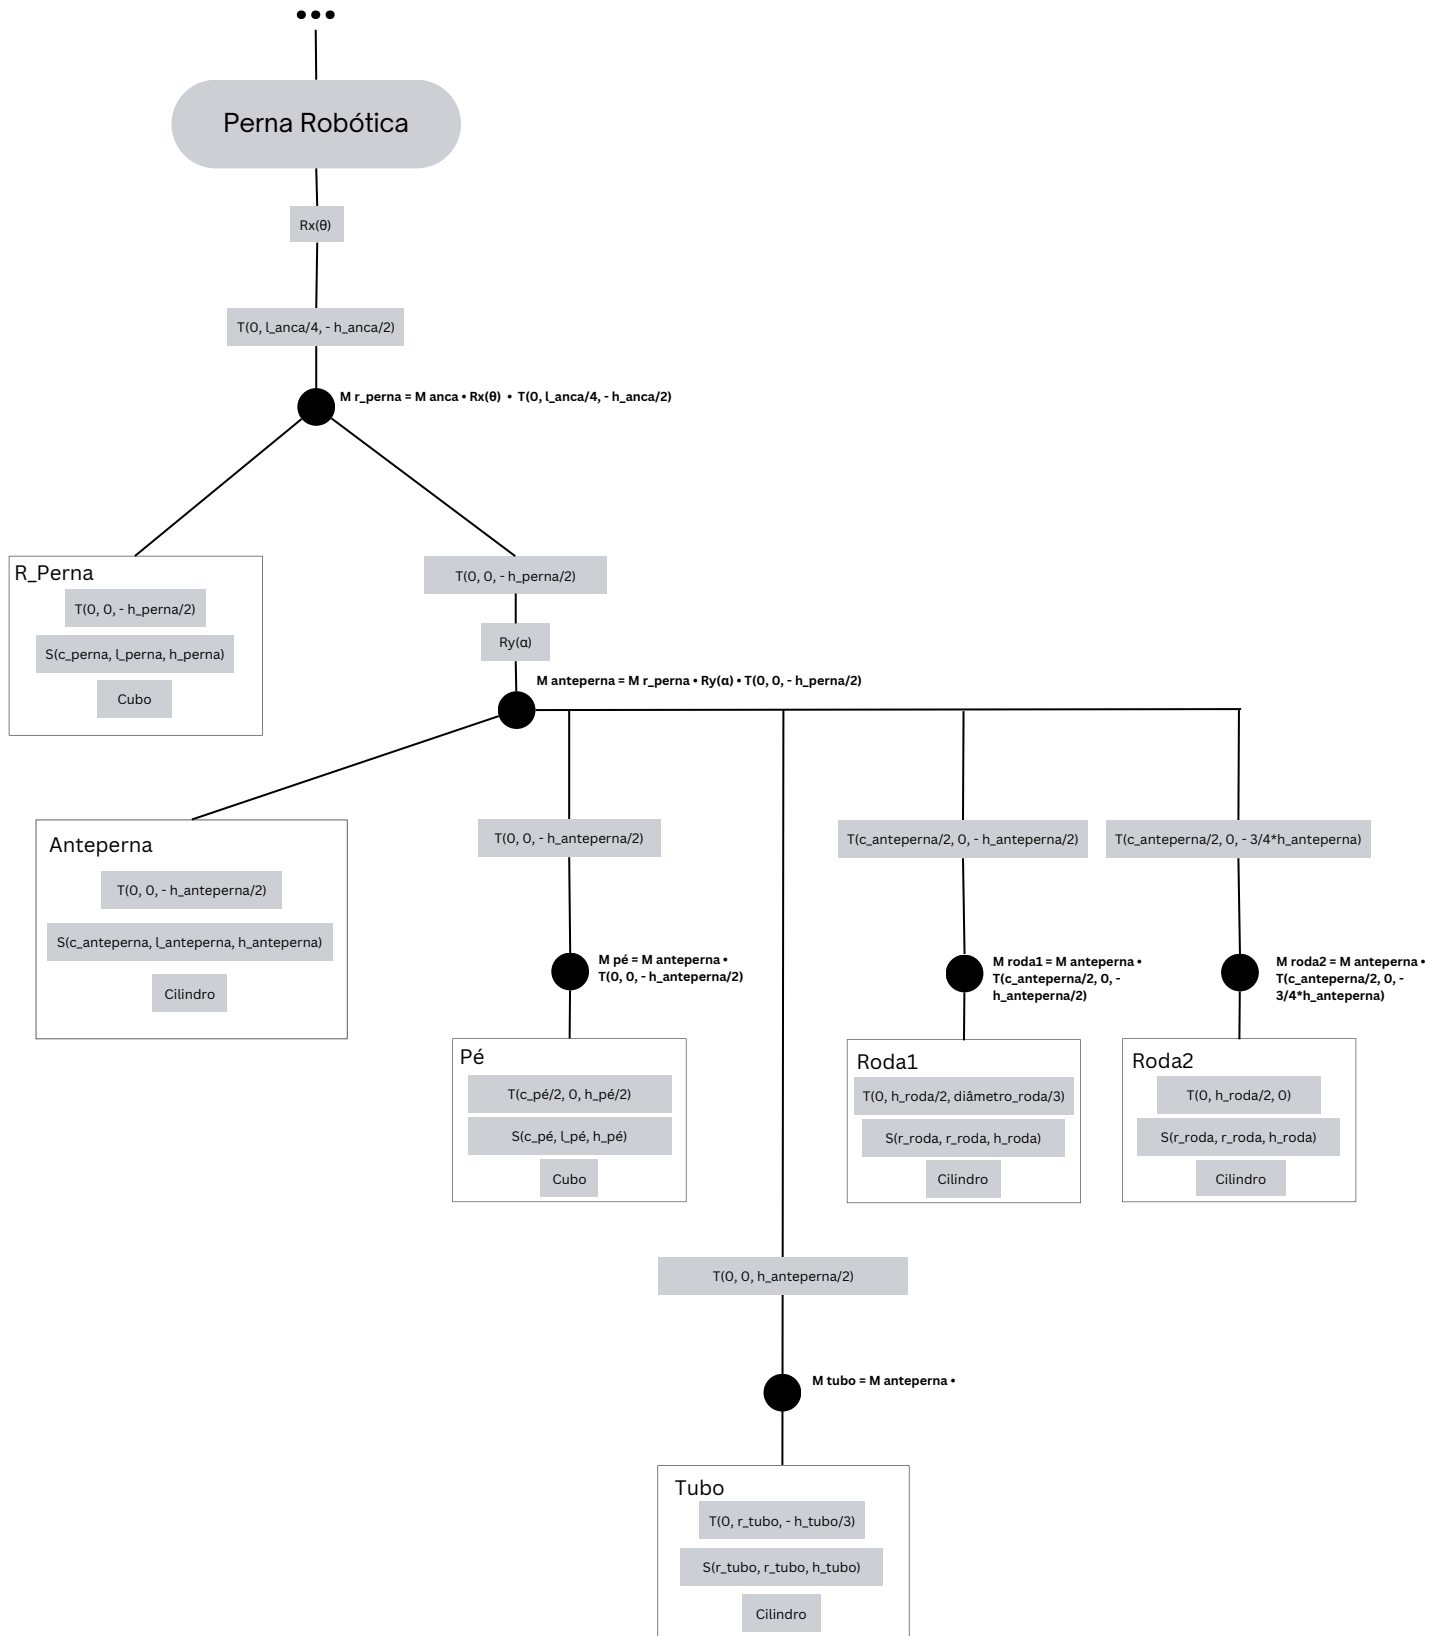 Perna Robótica
Rx(θ)
T(0, l_anca/4, - h_anca/2)
M r_perna = M anca • Rx(θ) • T(0, l_anca/4, - h_anca/2)
R_Perna
T(0, 0, - h_perna/2)
S(c_perna, l_perna, h_perna)
Cubo
T(0, 0, - h_perna/2)
Ry(α)
M anteperna = M r_perna • Ry(α) • T(0, 0, - h_perna/2)
Anteperna
T(0, 0, - h_anteperna/2)
S(c_anteperna, l_anteperna, h_anteperna)
Cilindro
T(0, 0, - h_anteperna/2)
M pé = M anteperna •
T(0, 0, - h_anteperna/2)
Pé
T(c_pé/2, 0, h_pé/2)
S(c_pé, l_pé, h_pé)
Cubo
T(c_anteperna/2, 0, - h_anteperna/2)
M roda1 = M anteperna •
T(c_anteperna/2, 0, -
h_anteperna/2)
Roda1
T(0, h_roda/2, diâmetro_roda/3)
S(r_roda, r_roda, h_roda)
Cilindro
T(c_anteperna/2, 0, - 3/4*h_anteperna)
M roda2 = M anteperna •
T(c_anteperna/2, 0, -
3/4*h_anteperna)
Roda2
T(0, h_roda/2, 0)
S(r_roda, r_roda, h_roda)
Cilindro
T(0, 0, h_anteperna/2)
M tubo = M anteperna •
Tubo
T(0, r_tubo, - h_tubo/3)
S(r_tubo, r_tubo, h_tubo)
Cilindro